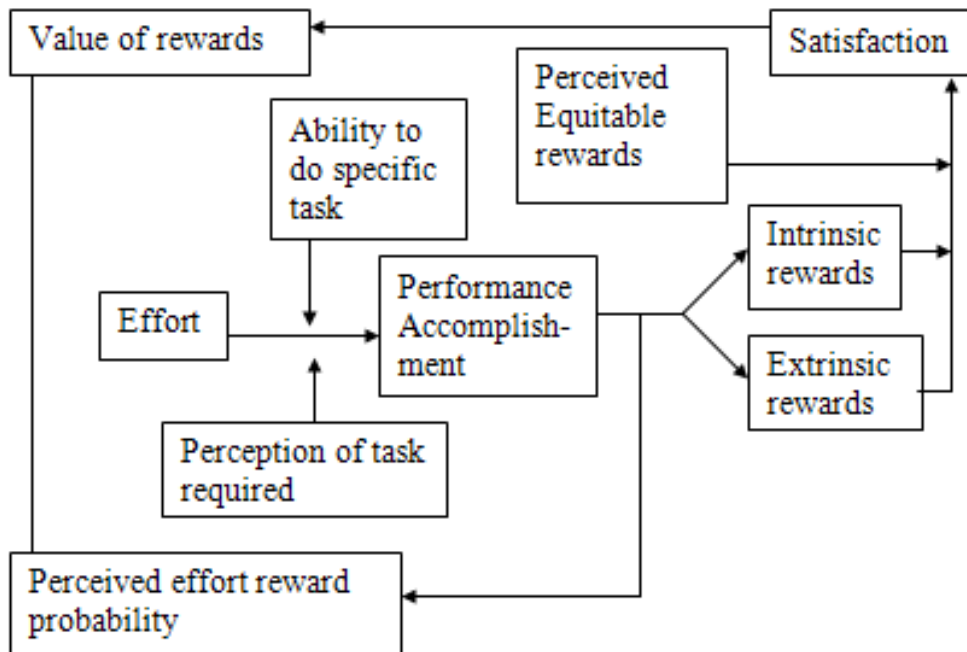 Value of rewards
Satisfaction
Perceived
Equitable
rewards
Ability to
do specific
task
Intrinsic
rewards
Effort
Performance
Accomplish-
ment
Extrinsic
rewards
Perception of task
required
Perceived effort reward
probability